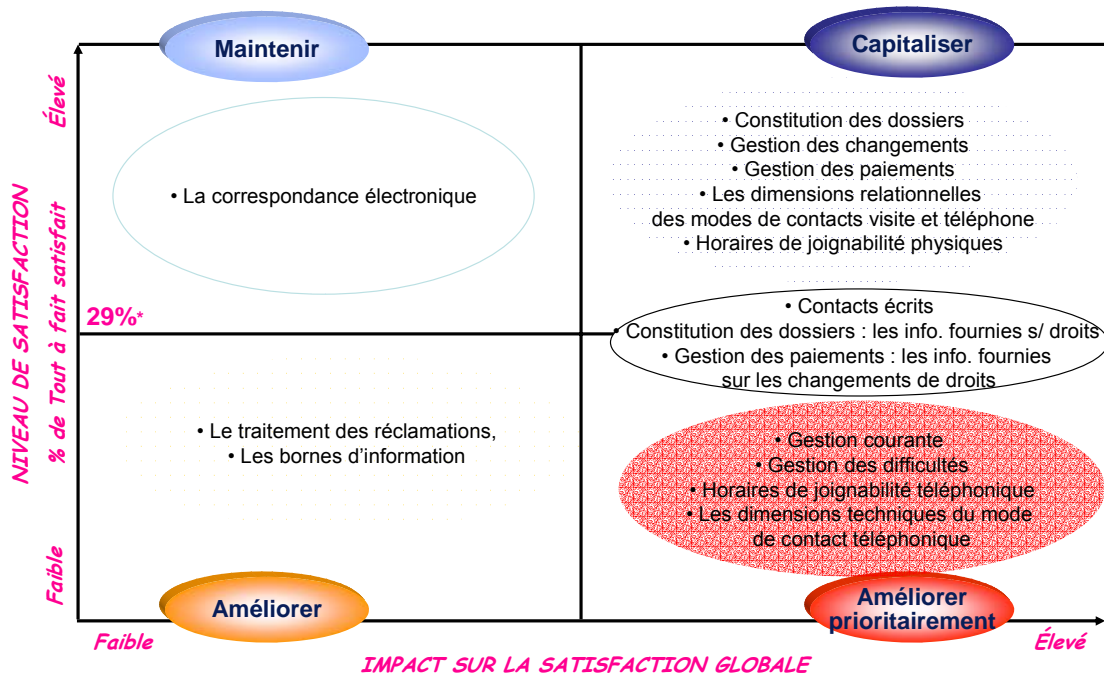 Maintenir
Capitaliser
Élevé
• Constitution des dossiers
• Gestion des changements
• Gestion des paiements
• Les dimensions relationnelles
des modes de contacts visite et téléphone
• Horaires de joignabilité physiques
• La correspondance électronique
NIVEAU DE SATISFACTION
% de Tout à fait satisfait
29%*
• Contacts écrits
• Constitution des dossiers : les info. fournies s/ droits
• Gestion des paiements : les info. fournies
sur les changements de droits
• Le traitement des réclamations,
• Les bornes d’information
• Gestion courante
• Gestion des difficultés
• Horaires de joignabilité téléphonique
• Les dimensions techniques du mode
de contact téléphonique
Faible
Améliorer
Améliorer
prioritairement
Faible
Élevé
IMPACT SUR LA SATISFACTION GLOBALE